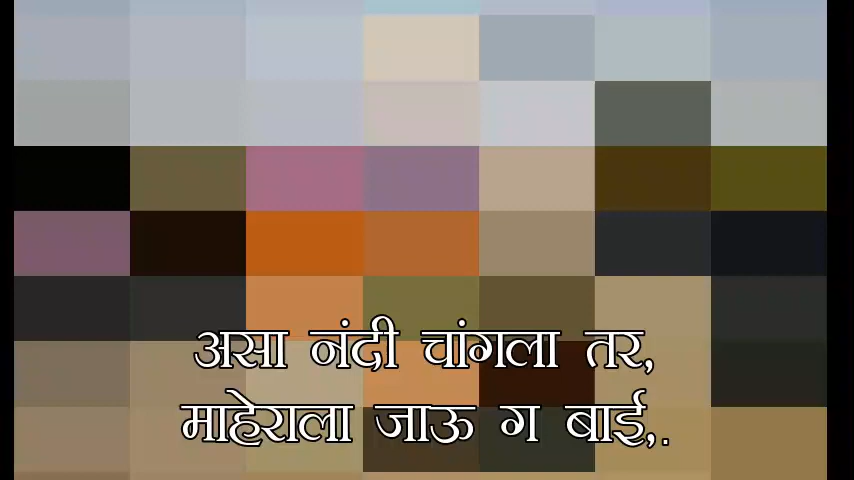 असा नंदी चांगला तर,
माहेराला जाऊ ग बाई,.